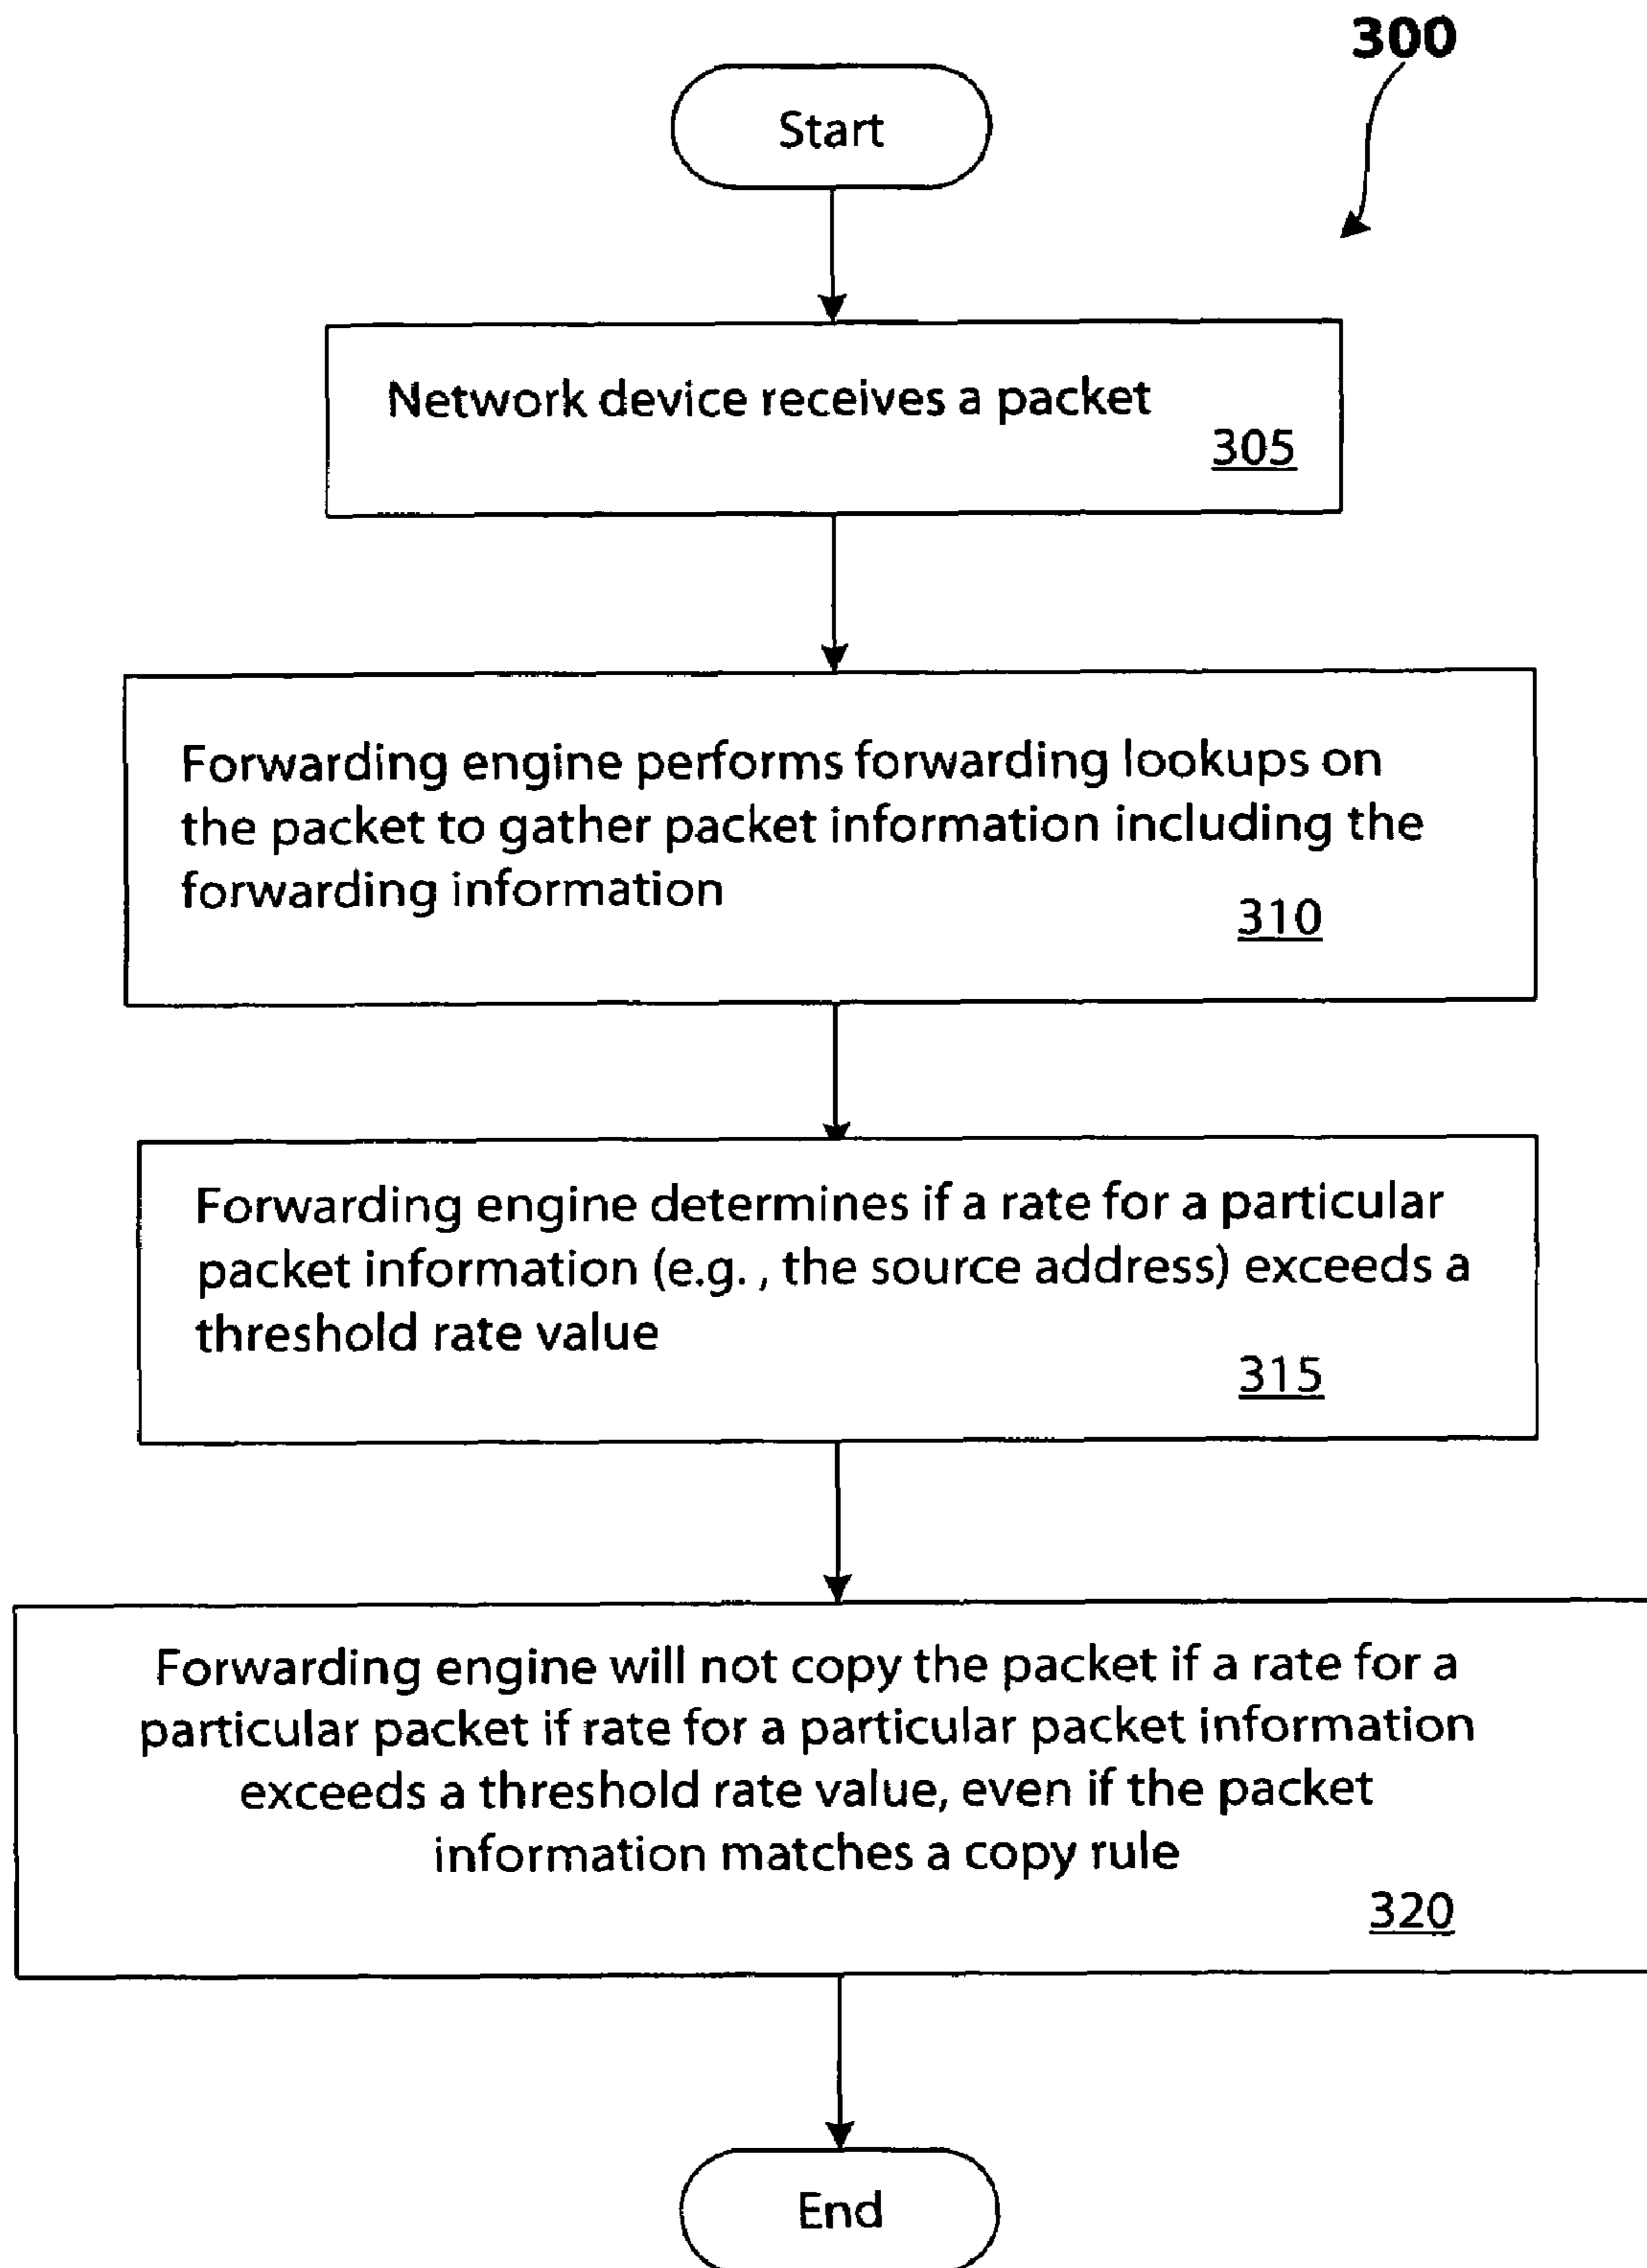 300
Start
Network device receives a packet
305
Forwarding engine performs forwarding lookups on
the packet to gather packet information including the
forwarding information
310
Forwarding engine determines if a rate for a particular
packet information (e.g., the source address) exceeds a
threshold rate value
315
Forwarding engine will not copy the packet if a rate for a
particular packet if rate for a particular packet information
exceeds a threshold rate value, even if the packet
information matches a copy rule
320
End